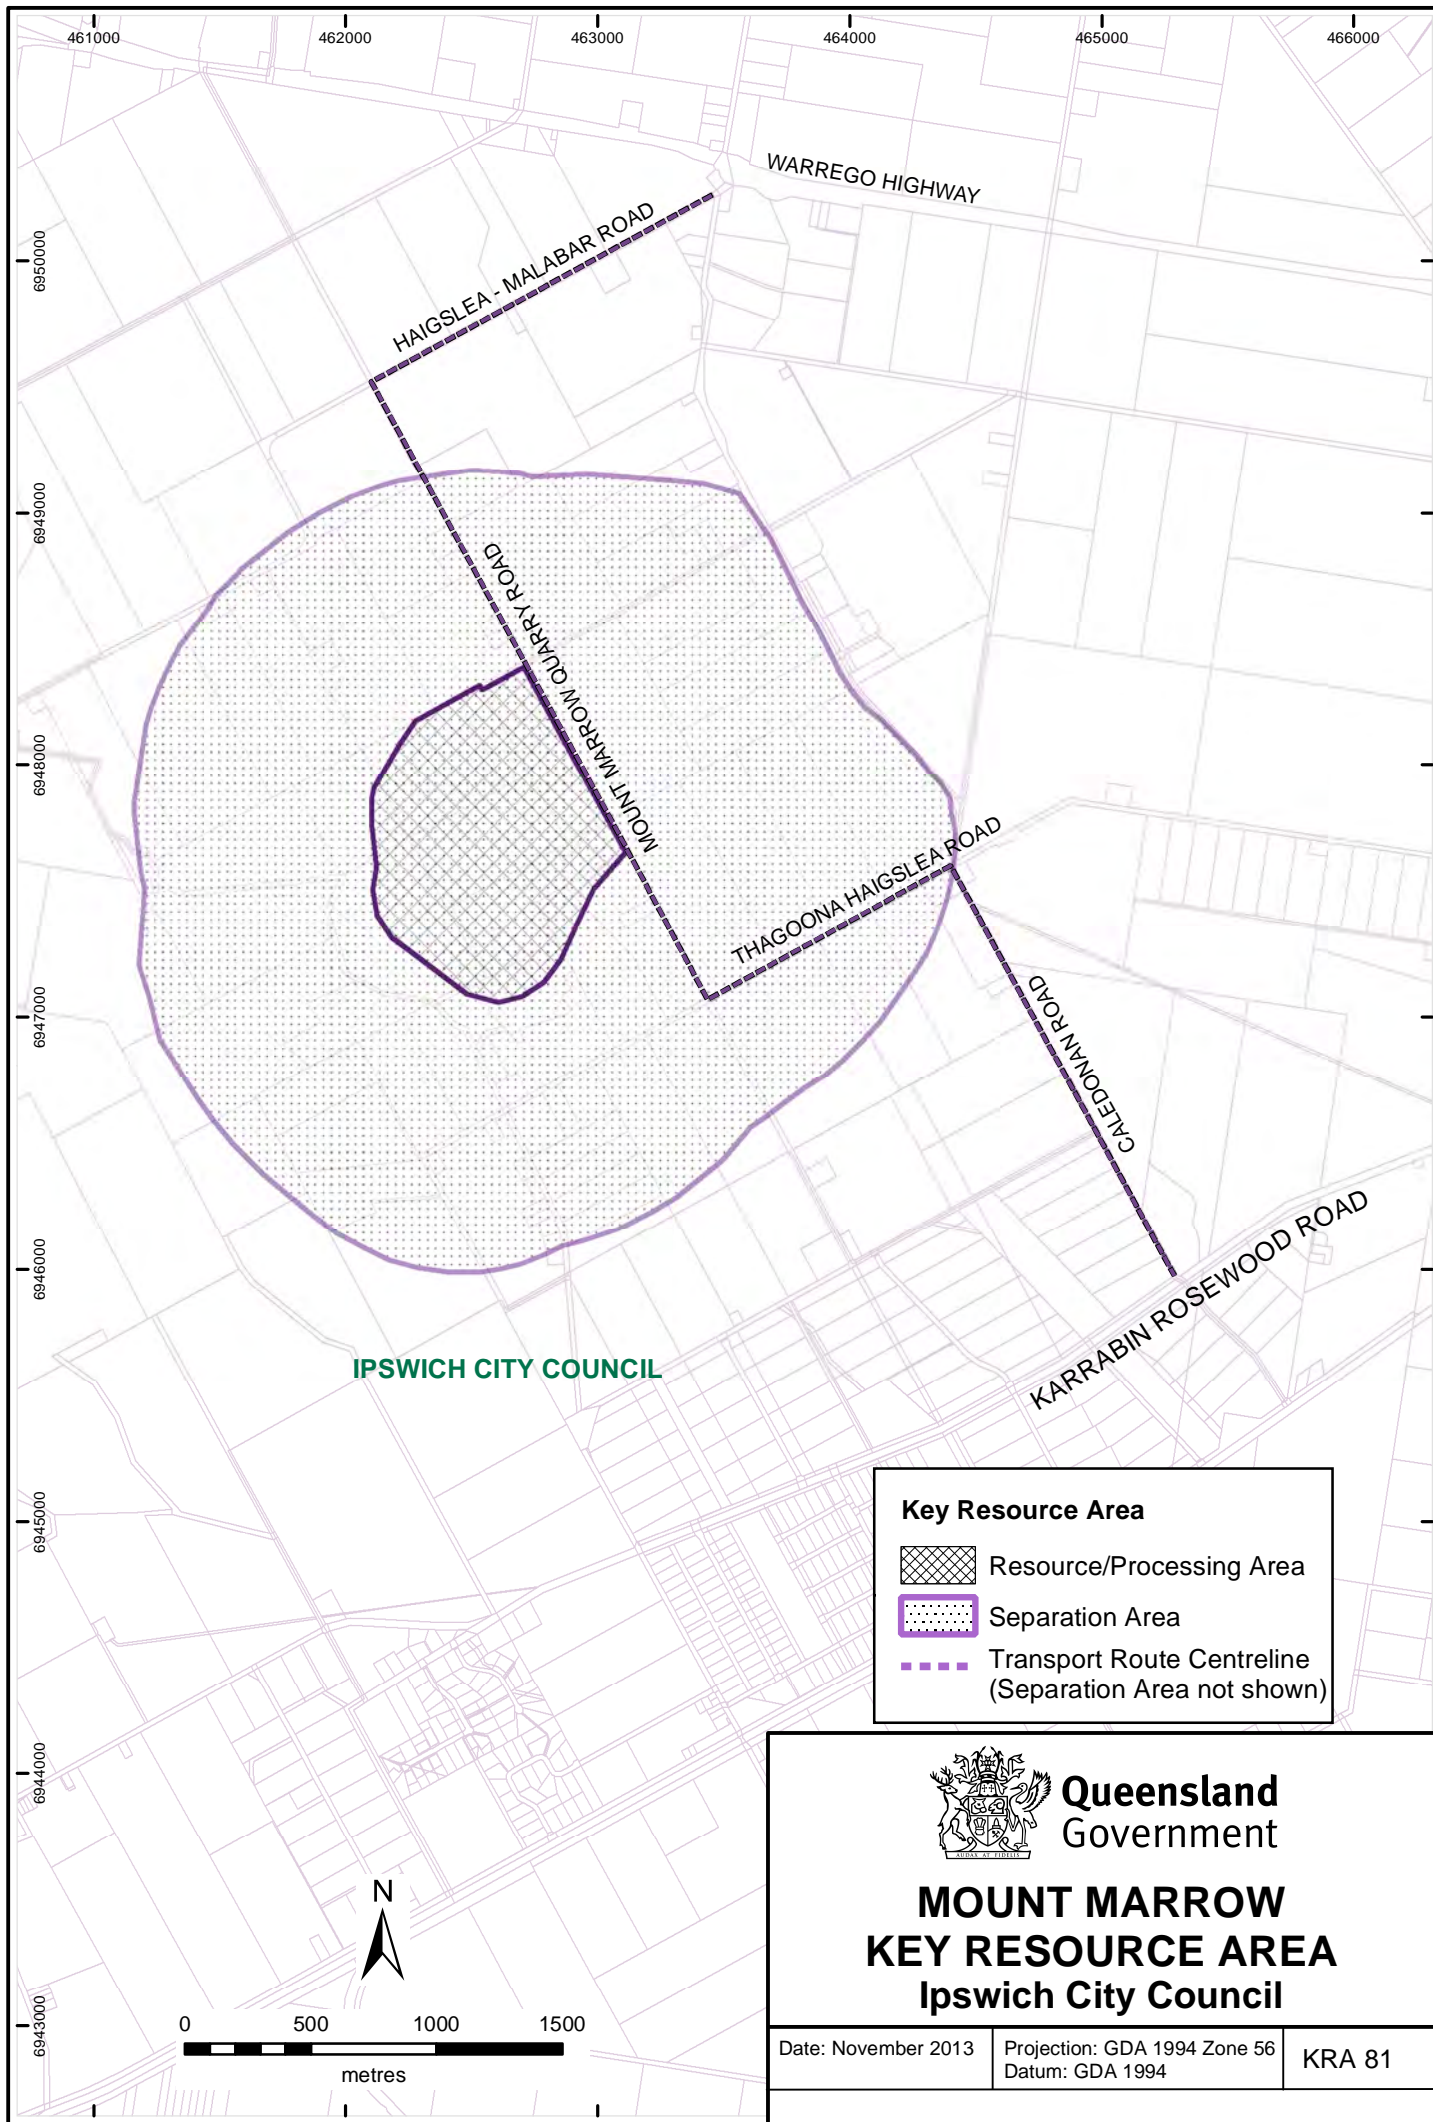 461000
462000
463000
464000
465000
466000
WARREGO HIGHWAY
HAIGSLEA - MALABAR ROAD
6950000
6949000
MOUNT MARROW QUARRY ROAD
6948000
THAGOONA HAIGSLEA ROAD
6947000
CALEDONAN ROAD
6946000
KARRABIN ROSEWOOD ROAD
IPSWICH CITY COUNCIL
6945000
6944000
6943000
Key Resource Area
Resource/Processing Area
Separation Area
Transport Route Centreline
(Separation Area not shown)
N
0 500 1000 1500
metres
AUDAX AT FIDELIS
Queensland
Government
MOUNT MARROW
KEY RESOURCE AREA
Ipswich City Council
Date: November 2013
Projection: GDA 1994 Zone 56
Datum: GDA 1994
KRA 81